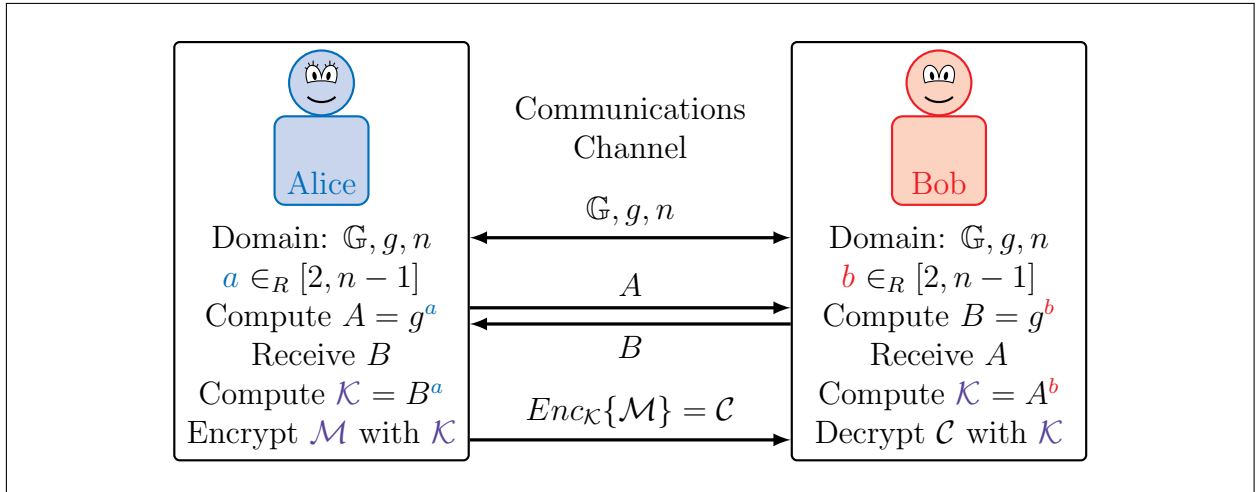 Alice
Domain: 𝔾, g, n
a ∈_R [2, n − 1]
Compute A = g^a
Receive B
Compute 𝒦 = B^a
Encrypt ℳ with 𝒦
Communications
Channel
𝔾, g, n
A
B
Enc_𝒦{ℳ} = 𝒞
Bob
Domain: 𝔾, g, n
b ∈_R [2, n − 1]
Compute B = g^b
Receive A
Compute 𝒦 = A^b
Decrypt 𝒞 with 𝒦